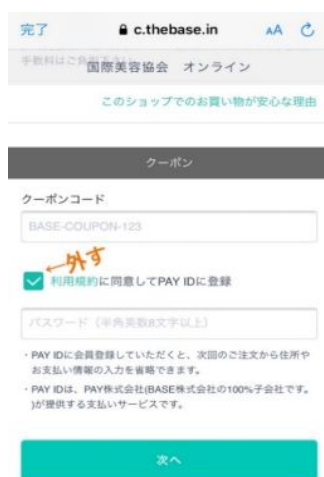 完了
c.thebase.in
AA
手数料はご負
国際美容協会 オンライン
このショップでのお買い物が安心な理由
クーポン
クーポンコード
BASE-COUPON-123
外す
利用規約に同意してPAY IDに登録
パスワード（半角英数8文字以上）
・PAY IDに会員登録していただくと、次回のご注文から住所や
お支払い情報の入力を省略できます。
・PAY IDは、PAY株式会社(BASE株式会社の100%子会社です。
)が提供する支払いサービスです。
次へ